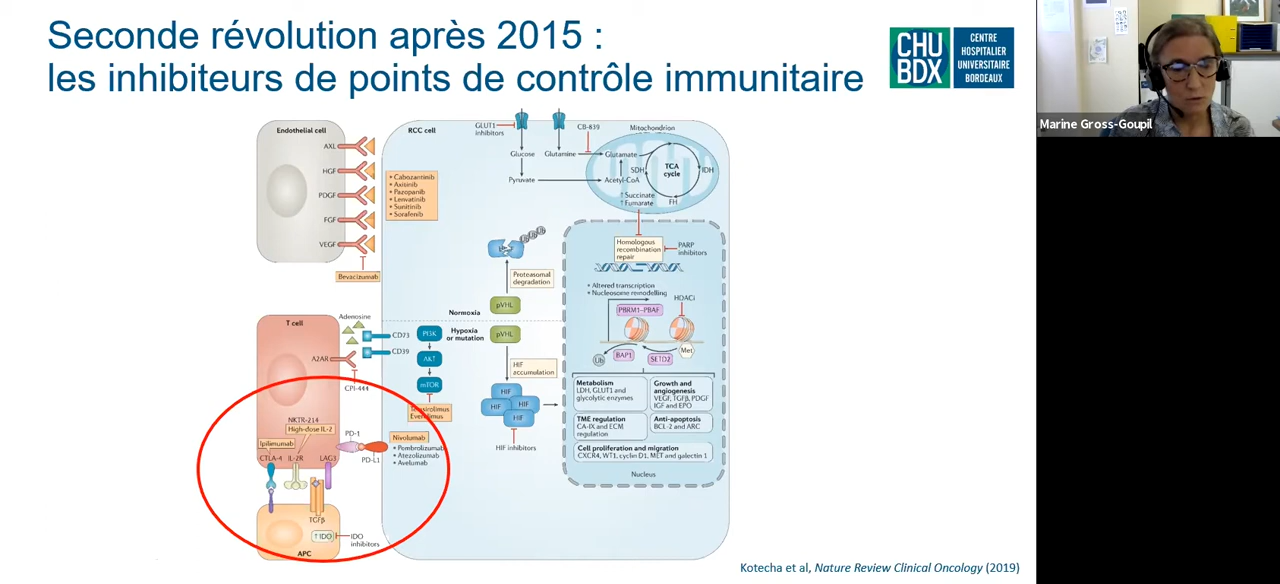 Seconde révolution après 2015 :
les inhibiteurs de points de contrôle immunitaire
CHU
BDX
CENTRE
HOSPITALIER
UNIVERSITAIRE
BORDEAUX
Marine Gross-Goupil
Endothelial cell
AXL
HGF
PDGF
FGF
VEGF
Bevacizumab
RCC cell
• Cabozantinib
• Axitinib
• Pazopanib
• Lenvatinib
• Sunitinib
• Sorafenib
GLUT1
inhibitors
CB-839
Mitochondrion
Glucose
Glutamine
Glutamate
Pyruvate
Acetyl-CoA
SDH
TCA
cycle
IDH
FH
↑ Succinate
↑ Fumarate
Ub
Ub
Ub
Proteasomal
degradation
pVHL
Normoxia
Hypoxia
or mutation
pVHL
HIF
accumulation
HIF
HIF
HIF
HIF
HIF inhibitors
Homologous
recombination
repair
PARP
inhibitors
• Altered transcription
• Nucleosome remodelling
HDACi
PBRM1–PBAF
Met
Ub
BAP1
SETD2
Metabolism
LDH, GLUT1 and
glycolytic enzymes
Growth and
angiogenesis
VEGF, TGFβ, PDGF
IGF and EPO
TME regulation
CA-IX and ECM
regulation
Anti-apoptosis
BCL-2 and ARC
Cell proliferation and migration
CXCR4, WT1, cyclin D1, MET and galectin 1
Nucleus
T cell
Adenosine
CD73
CD39
A2AR
CPI-444
PI3K
AKT
mTOR
Temsirolimus
Everolimus
NKTR-214
High-dose IL-2
Ipilimumab
CTLA-4
IL-2R
LAG3
PD-1
PD-L1
Nivolumab
• Pembrolizumab
• Atezolizumab
• Avelumab
TGFβ
↑ IDO
IDO
inhibitors
APC
Kotecha et al, Nature Review Clinical Oncology (2019)